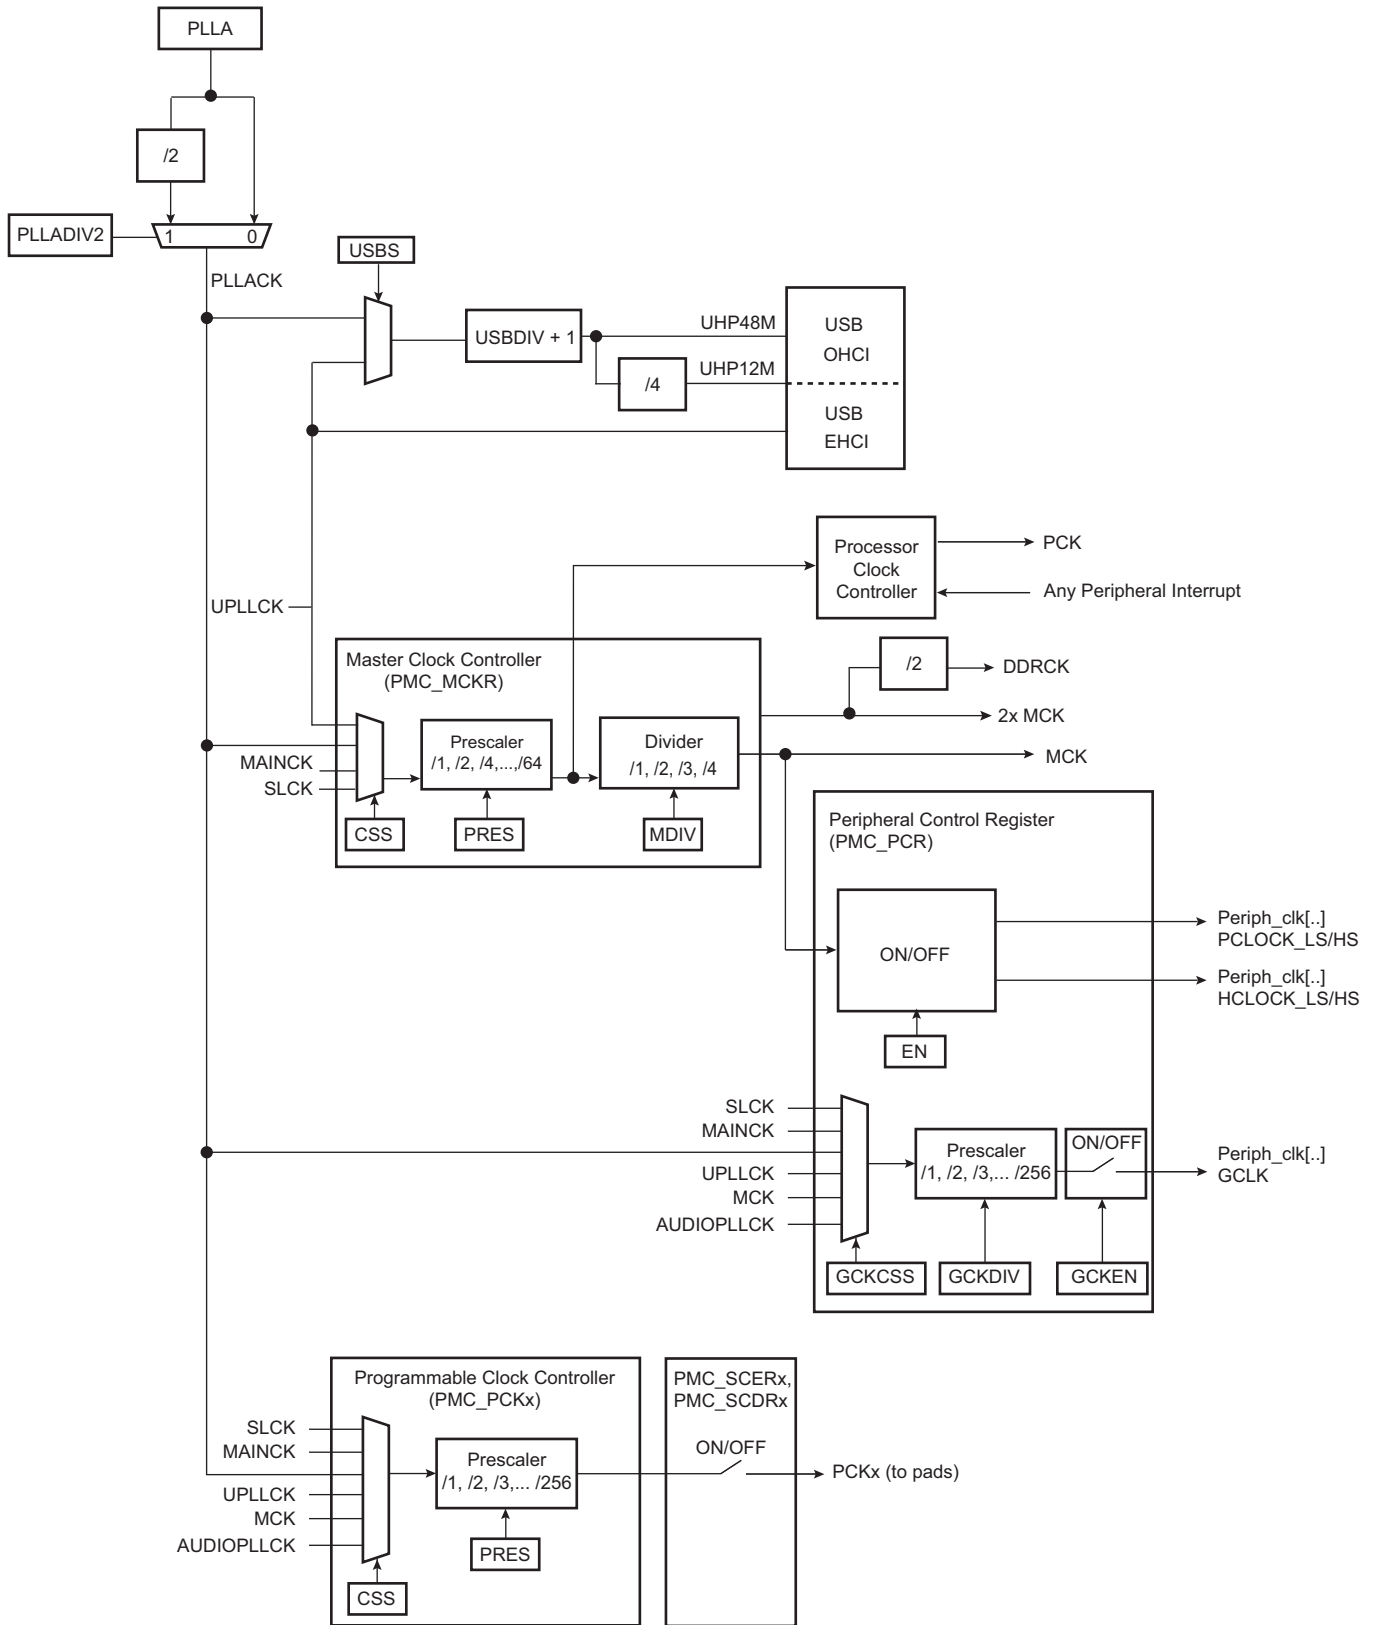 PLLA
/2
PLLADIV2
1
0
USBS
PLLACK
USBDIV + 1
UHP48M
USB
OHCI
/4
UHP12M
USB
EHCI
Processor
Clock
Controller
PCK
Any Peripheral Interrupt
UPLLCK
Master Clock Controller
(PMC_MCKR)
/2
DDRCK
2x MCK
Prescaler
/1, /2, /4,...,/64
Divider
/1, /2, /3, /4
MCK
MAINCK
SLCK
CSS
PRES
MDIV
Peripheral Control Register
(PMC_PCR)
ON/OFF
Periph_clk[..]
PCLOCK_LS/HS
Periph_clk[..]
HCLOCK_LS/HS
EN
SLCK
MAINCK
UPLLCK
MCK
AUDIOPLLCK
Prescaler
/1, /2, /3,... /256
ON/OFF
Periph_clk[..]
GCLK
GCKCSS
GCKDIV
GCKEN
Programmable Clock Controller
(PMC_PCKx)
PMC_SCERx,
PMC_SCDRx
SLCK
MAINCK
UPLLCK
MCK
AUDIOPLLCK
Prescaler
/1, /2, /3,... /256
ON/OFF
PCKx (to pads)
PRES
CSS